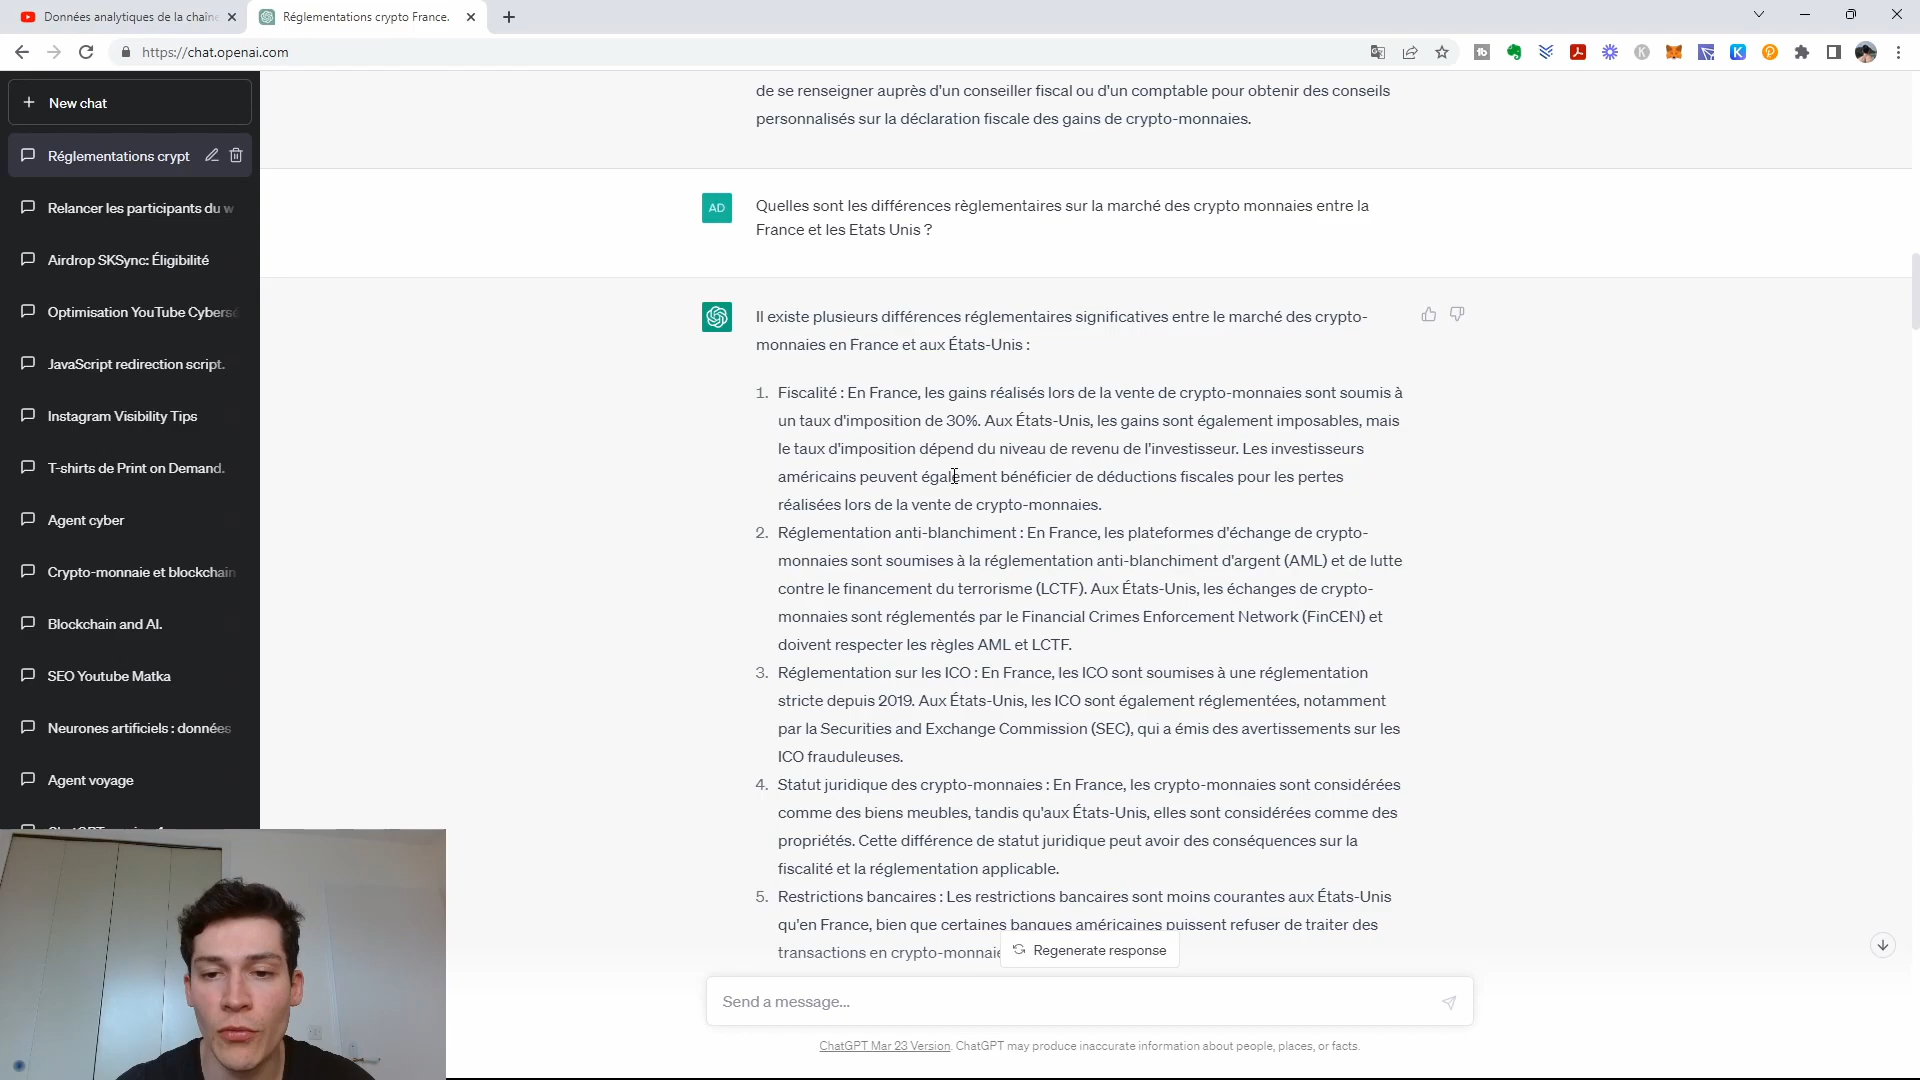 Données analytiques de la chaîne
Réglementations crypto France.
https://chat.openai.com
New chat
Réglementations crypt
Relancer les participants du w
Airdrop SKSync: Éligibilité
Optimisation YouTube Cybersé
JavaScript redirection script.
Instagram Visibility Tips
T-shirts de Print on Demand.
Agent cyber
Crypto-monnaie et blockchain
Blockchain and AI.
SEO Youtube Matka
Neurones artificiels : données
Agent voyage
de se renseigner auprès d'un conseiller fiscal ou d'un comptable pour obtenir des conseils
personnalisés sur la déclaration fiscale des gains de crypto-monnaies.
AD
Quelles sont les différences règlementaires sur la marché des crypto monnaies entre la
France et les Etats Unis ?
Il existe plusieurs différences réglementaires significatives entre le marché des crypto-
monnaies en France et aux États-Unis :
1. Fiscalité : En France, les gains réalisés lors de la vente de crypto-monnaies sont soumis à
un taux d'imposition de 30%. Aux États-Unis, les gains sont également imposables, mais
le taux d'imposition dépend du niveau de revenu de l'investisseur. Les investisseurs
américains peuvent également bénéficier de déductions fiscales pour les pertes
réalisées lors de la vente de crypto-monnaies.
2. Réglementation anti-blanchiment : En France, les plateformes d'échange de crypto-
monnaies sont soumises à la réglementation anti-blanchiment d'argent (AML) et de lutte
contre le financement du terrorisme (LCTF). Aux États-Unis, les échanges de crypto-
monnaies sont réglementés par le Financial Crimes Enforcement Network (FinCEN) et
doivent respecter les règles AML et LCTF.
3. Réglementation sur les ICO : En France, les ICO sont soumises à une réglementation
stricte depuis 2019. Aux États-Unis, les ICO sont également réglementées, notamment
par la Securities and Exchange Commission (SEC), qui a émis des avertissements sur les
ICO frauduleuses.
4. Statut juridique des crypto-monnaies : En France, les crypto-monnaies sont considérées
comme des biens meubles, tandis qu'aux États-Unis, elles sont considérées comme des
propriétés. Cette différence de statut juridique peut avoir des conséquences sur la
fiscalité et la réglementation applicable.
5. Restrictions bancaires : Les restrictions bancaires sont moins courantes aux États-Unis
qu'en France, bien que certaines banques américaines puissent refuser de traiter des
transactions en crypto-monnaie
Regenerate response
Send a message...
ChatGPT Mar 23 Version. ChatGPT may produce inaccurate information about people, places, or facts.